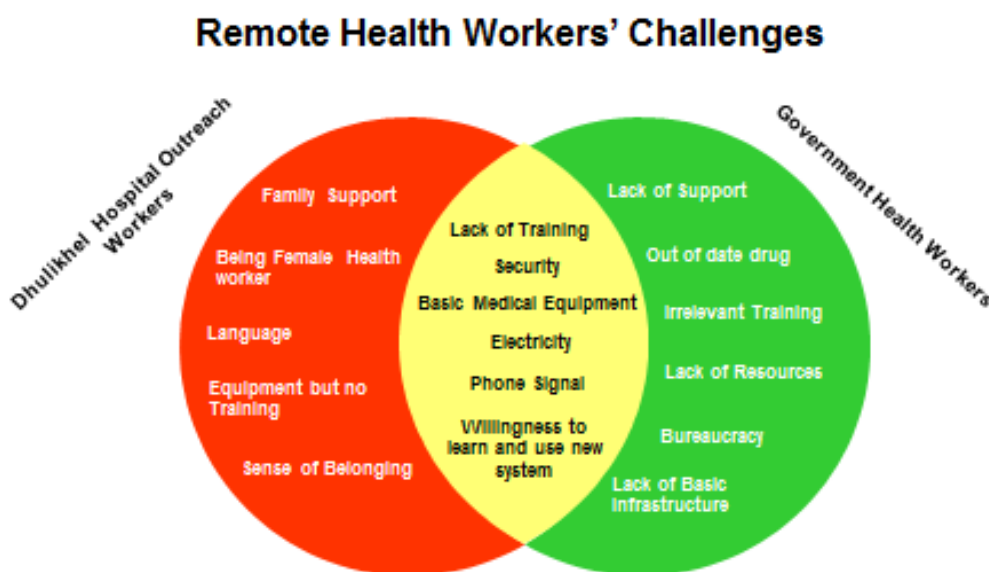 Remote Health Workers' Challenges
Dhulikhel Hospital Outreach
Workers
Family Support
Being Female Health
worker
Language
Equipment but no
Training
Sense of Belonging
Lack of Training
Security
Basic Medical Equipment
Electricity
Phone Signal
Willingness to
learn and use new
system
Government Health Workers
Lack of Support
Out of date drug
Irrelevant Training
Lack of Resources
Bureaucracy
Lack of Basic
Infrastructure